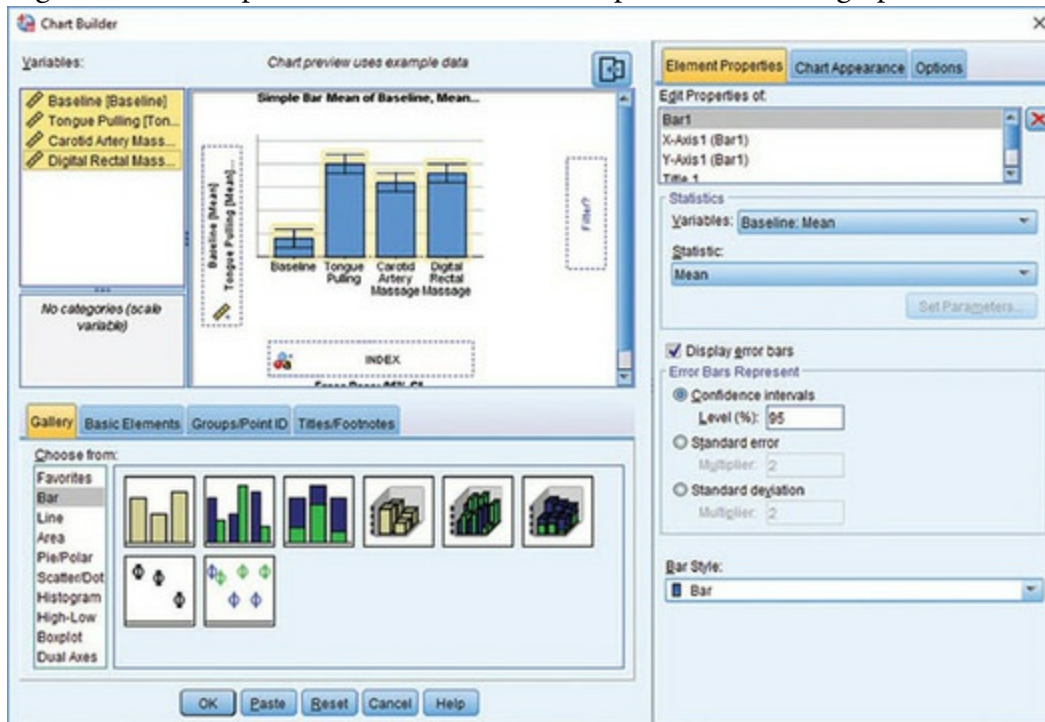 Chart Builder
Variables:
Chart preview uses example data
Baseline [Baseline]
Tongue Pulling [Ton...
Carotid Artery Mass...
Digital Rectal Mass...
No categories (scale
variable)
Simple Bar Mean of Baseline, Mean...
Baseline [Mean]
Tongue Pulling [Mean]...
Baseline Tongue Pulling Carotid Artery Massage Digital Rectal Massage
Filter?
INDEX
Gallery Basic Elements Groups/Point ID Titles/Footnotes
Choose from:
Favorites
Bar
Line
Area
Pie/Polar
Scatter/Dot
Histogram
High-Low
Boxplot
Dual Axes
OK Paste Reset Cancel Help
Element Properties Chart Appearance Options
Edit Properties of:
Bar1
X-Axis1 (Bar1)
Y-Axis1 (Bar1)
Title 1
Statistics
Variables: Baseline: Mean
Statistic:
Mean
Set Parameters...
Display error bars
Error Bars Represent
Confidence intervals
Level (%): 95
Standard error
Multiplier: 2
Standard deviation
Multiplier: 2
Bar Style:
Bar